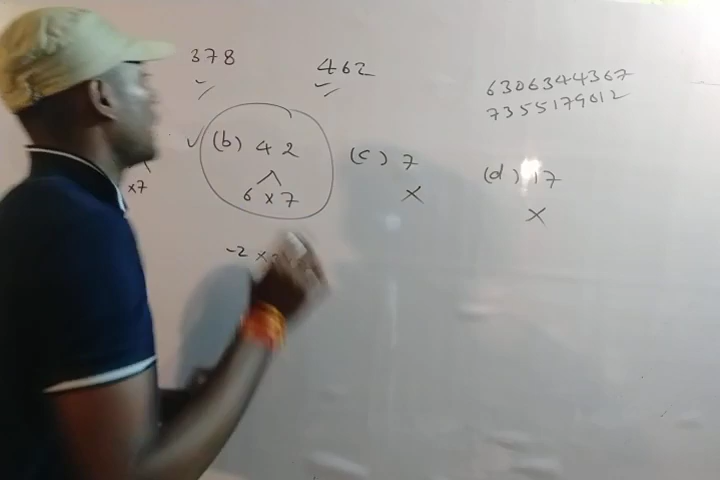 378
462
6306344367
7355179012
(b) 42
(c) 7
(d) 17
x7
6 x 7
x
x
-2 x